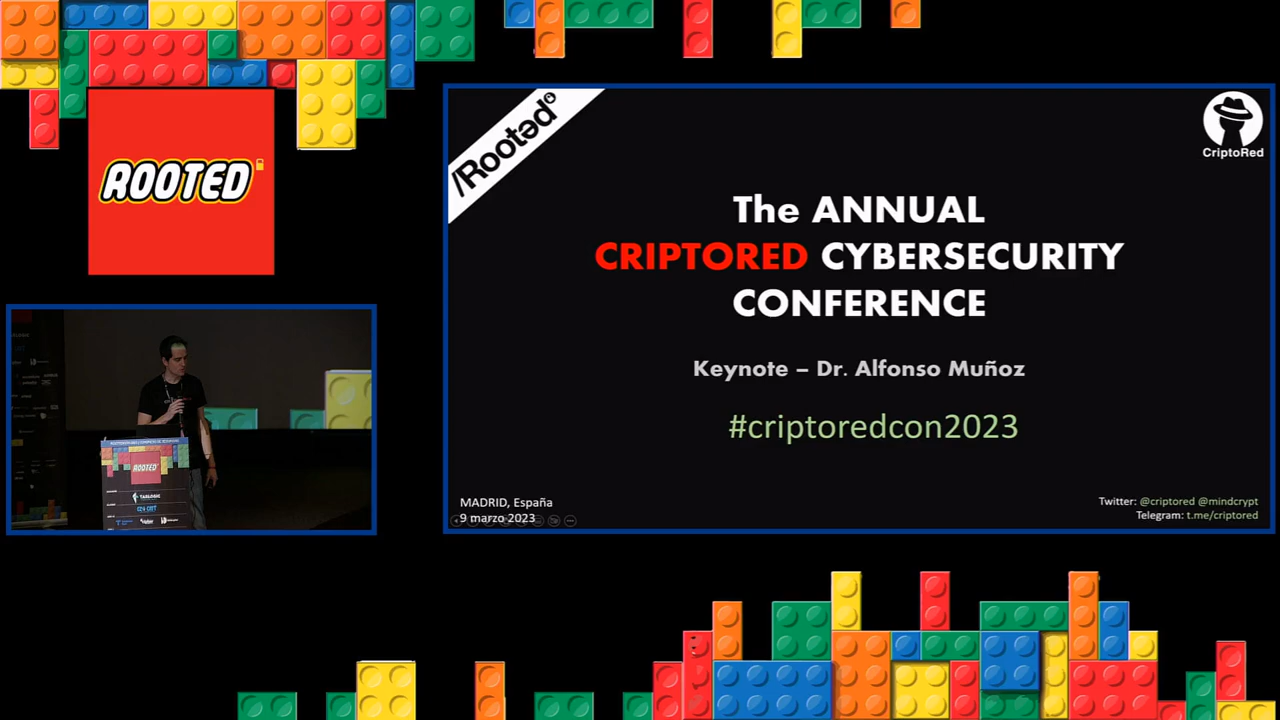 ROOTED
/Rooted®
CriptoRed
The ANNUAL
CRIPTORED CYBERSECURITY
CONFERENCE
Keynote – Dr. Alfonso Muñoz
#criptoredcon2023
MADRID, España
9 marzo 2023
Twitter: @criptored @mindcrypt
Telegram: t.me/criptored
ROOTED
TARLOGIC